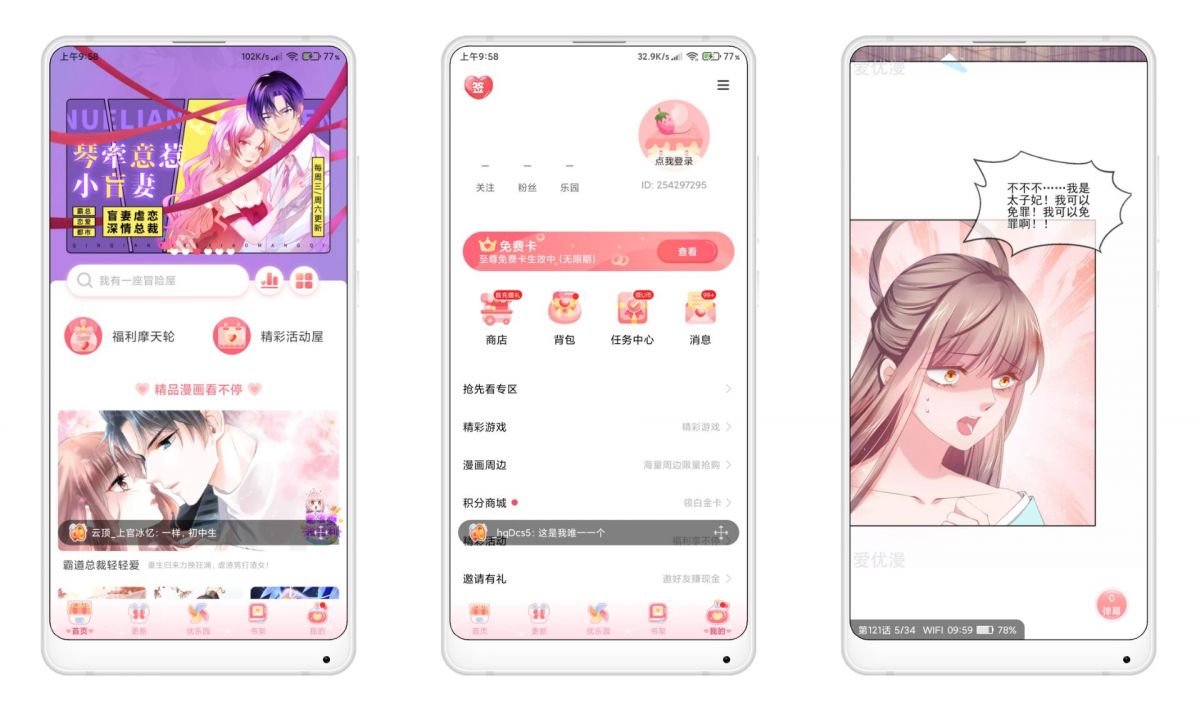 上午9:58
102K/s
77%
NUELIAN
琴牵意惹
小盲妻
霸总
恋爱
都市
盲妻虐恋
深情总裁
每周三/周六更新
我有一座冒险屋
福利摩天轮
精彩活动屋
精品漫画看不停
云顶_上官冰忆: 一样, 初中生
霸道总裁轻轻爱
重生归来力挽狂澜, 虐渣男打渣女!
首页
更新
优乐园
书架
我的
上午9:58
32.9K/s
77%
签
点我登录
ID: 254297295
— — —
关注 粉丝 乐园
免费卡
至尊免费卡生效中 (无限期)
查看
首充赠礼
领U币
99+
商店
背包
任务中心
消息
抢先看专区
精彩游戏
精彩游戏
漫画周边
海量周边限量抢购
积分商城
领白金卡
hqDcs5: 这是我唯一一个
精彩活动
福利享不停
邀请有礼
邀好友赚现金
首页
更新
优乐园
书架
我的
爱优漫
不不不……我是
太子妃! 我可以
免罪! 我可以免
罪啊! !
爱优漫
0
弹幕
第121话 5/34 WIFI 09:59 78%